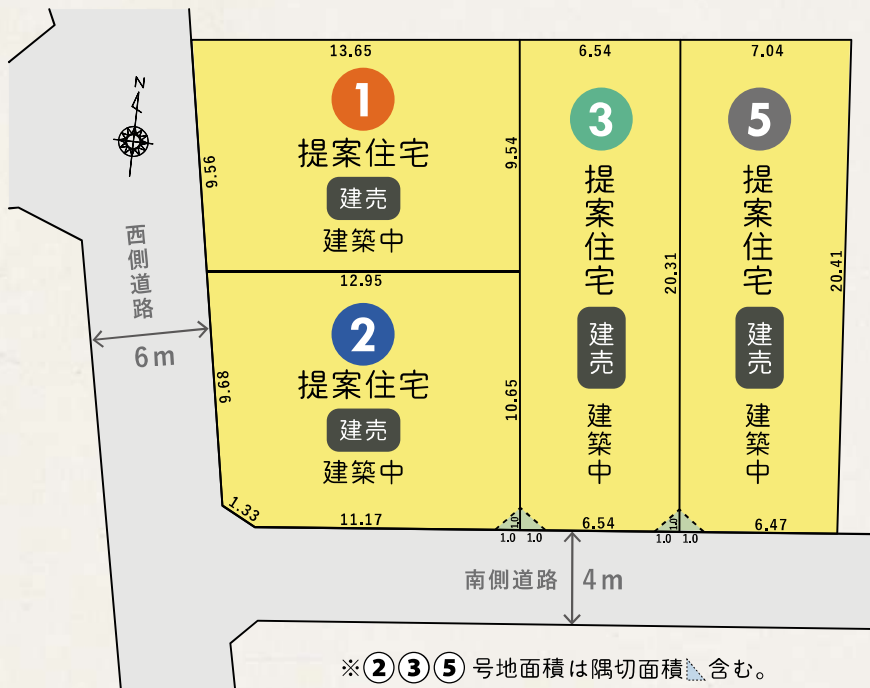 N
13.65
6.54
7.04
1
提案住宅
建売
建築中
9.56
9.54
3
提案住宅
建売
建築中
20.31
5
提案住宅
建売
建築中
20.41
西側道路
6m
12.95
2
提案住宅
建売
建築中
9.68
10.65
1.33
11.17
1.0
1.0 1.0
6.54
1.0
1.0 1.0
6.47
南側道路 4m
※②③⑤号地面積は隅切面積 含む。